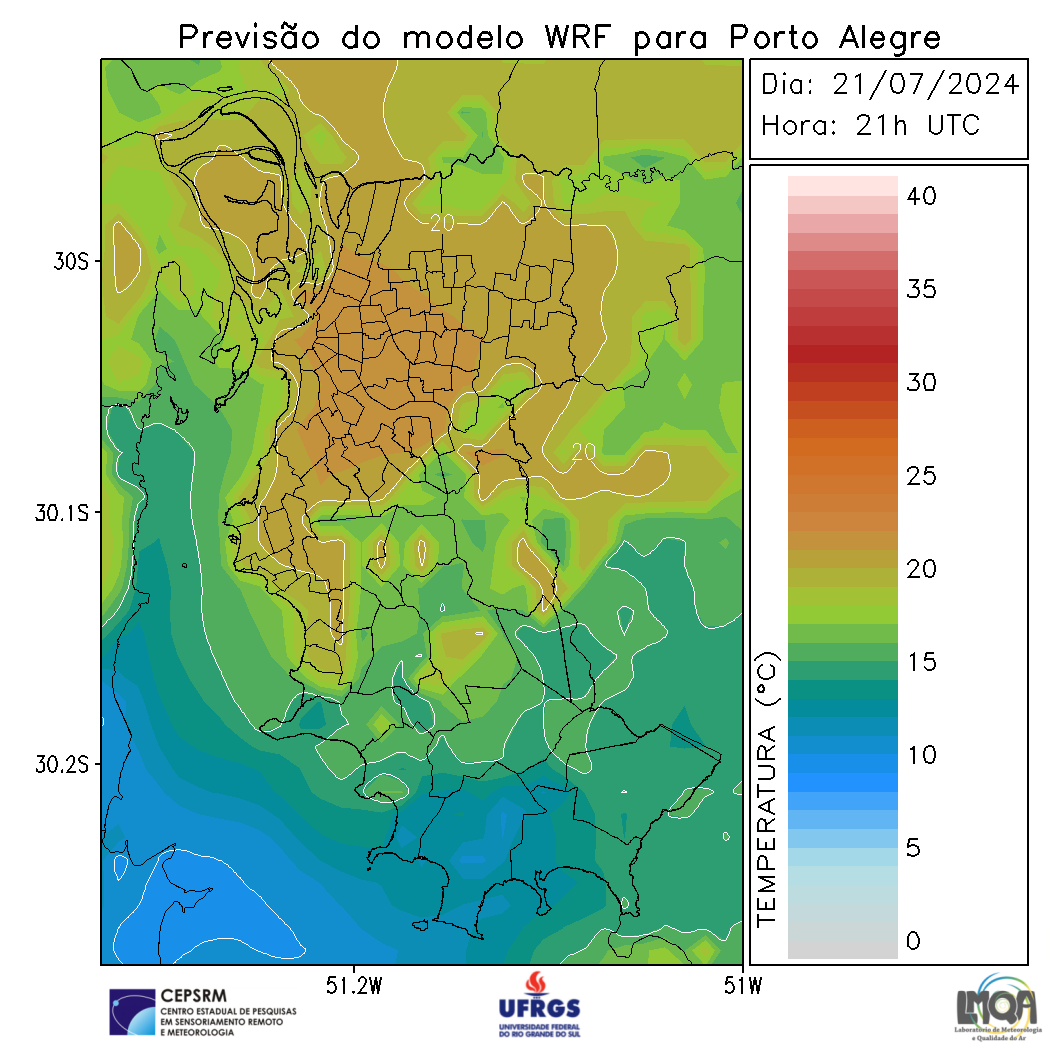 Previsão do modelo WRF para Porto Alegre
Dia: 21/07/2024
Hora: 21h UTC
40
35
30
25
20
15
10
5
0
TEMPERATURA (°C)
30S
30.1S
30.2S
51.2W
51W
20
20
CEPSRM
CENTRO ESTADUAL DE PESQUISAS
EM SENSORIAMENTO REMOTO
E METEOROLOGIA
UFRGS
UNIVERSIDADE FEDERAL
DO RIO GRANDE DO SUL
LMQA
Laboratório de Meteorologia
e Qualidade do Ar